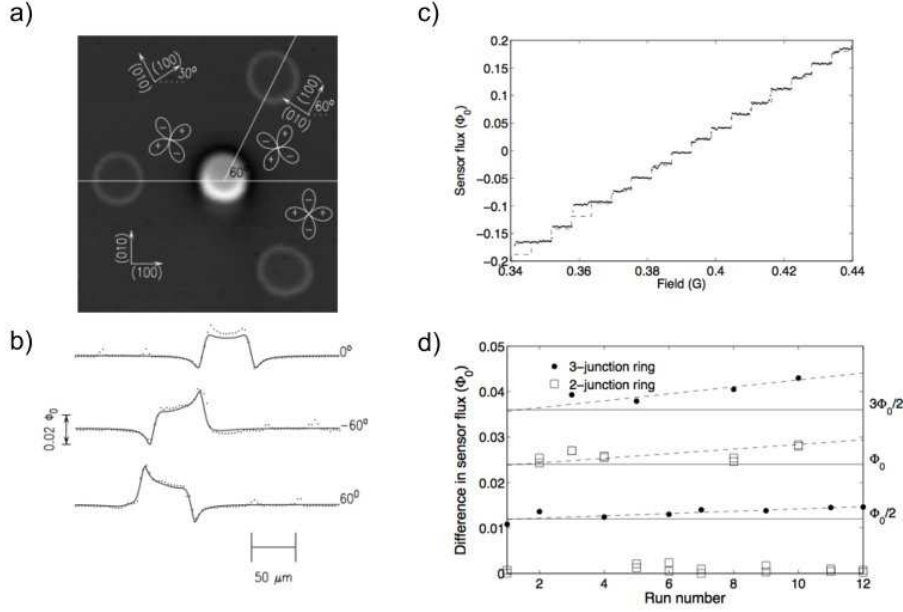 a)
(010)
(100)
30°
(100)
(010)
60°
60°
(010)
(100)
b)
0°
-60°
60°
0.02 Φ₀
50 μm
c)
Sensor flux (Φ₀)
0.2
0.15
0.1
0.05
0
-0.05
-0.1
-0.15
-0.2
0.34
0.36
0.38
0.4
0.42
0.44
Field (G)
d)
Difference in sensor flux (Φ₀)
0.05
0.04
0.03
0.02
0.01
0
3-junction ring
2-junction ring
3Φ₀/2
Φ₀
Φ₀/2
2
4
6
8
10
12
Run number